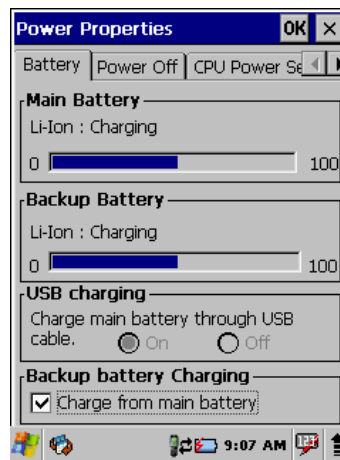 Power Properties OK ×
Battery Power Off CPU Power Se
Main Battery
Li-Ion : Charging
0 100
Backup Battery
Li-Ion : Charging
0 100
USB charging
Charge main battery through USB
cable. On Off
Backup battery Charging
Charge from main battery
9:07 AM